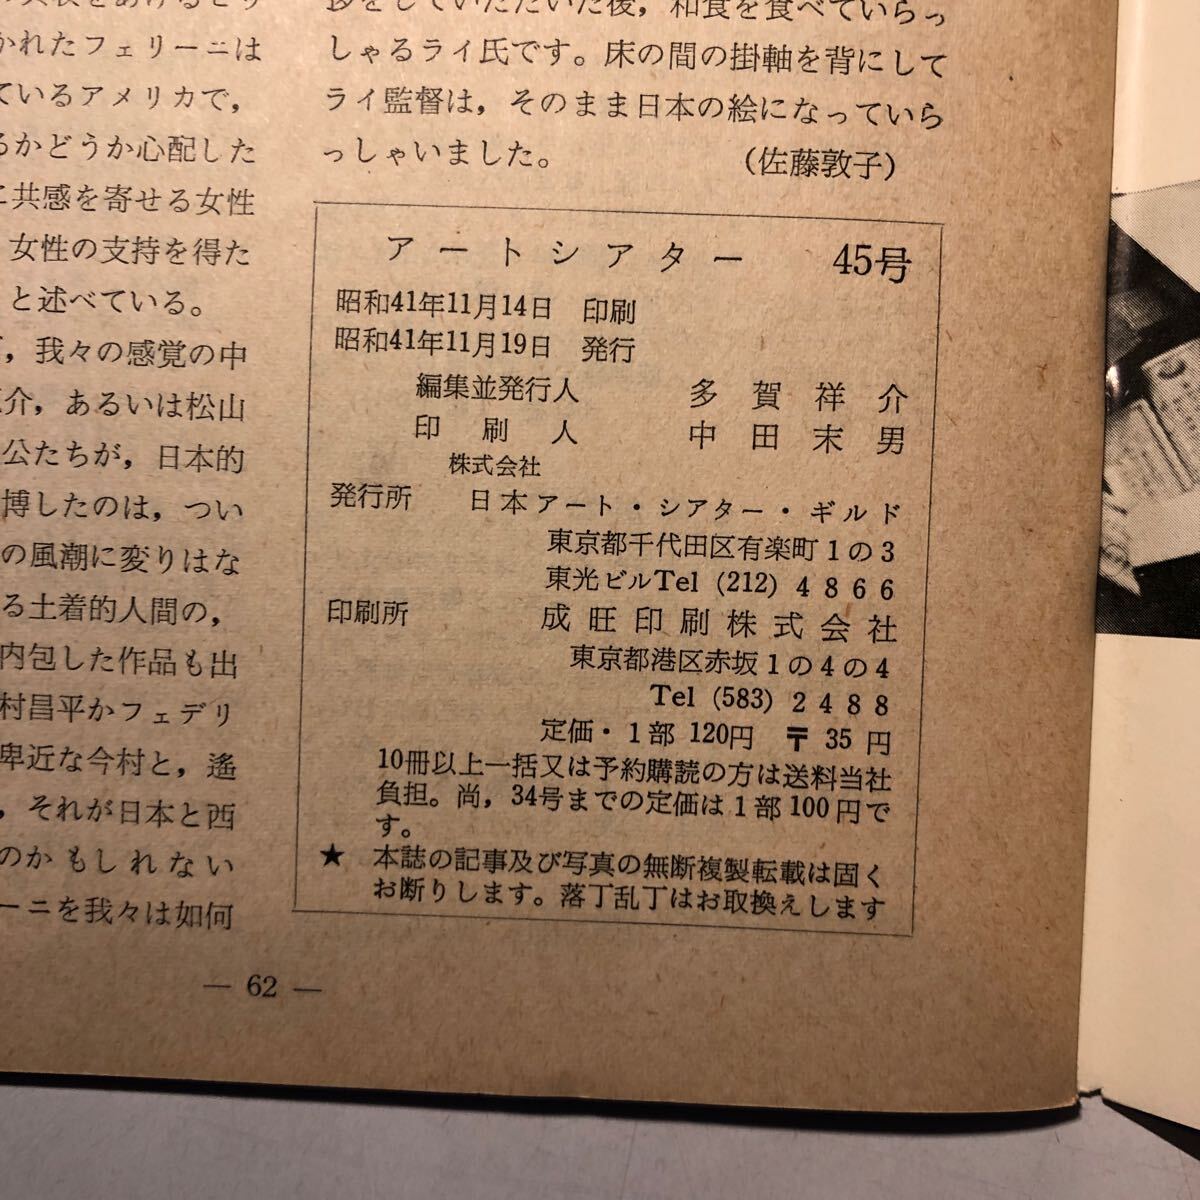 かれたフェリーニは
ているアメリカで，
るかどうか心配した
に共感を寄せる女性
女性の支持を得た
と述べている。
，我々の感覚の中
介，あるいは松山
公たちが，日本的
博したのは，つい
の風潮に変りはな
る土着的人間の，
内包した作品も出
村昌平かフェデリ
卑近な今村と，遙
，それが日本と西
のかもしれない
ーニを我々は如何
拶をしていただいた後，和食を食べていらっ
しゃるライ氏です。床の間の掛軸を背にして
ライ監督は，そのまま日本の絵になっていら
っしゃいました。 （佐藤敦子）
アートシアター 45号
昭和41年11月14日 印刷
昭和41年11月19日 発行
編集並発行人 多賀祥介
印刷人 中田末男
株式会社
発行所 日本アート・シアター・ギルド
東京都千代田区有楽町1の3
東光ビルTel (212) 4866
印刷所 成旺印刷株式会社
東京都港区赤坂1の4の4
Tel (583) 2488
定価・1部 120円 〒 35円
10冊以上一括又は予約購読の方は送料当社
負担。尚，34号までの定価は1部100円で
す。
★ 本誌の記事及び写真の無断複製転載は固く
お断りします。落丁乱丁はお取換えします
— 62 —